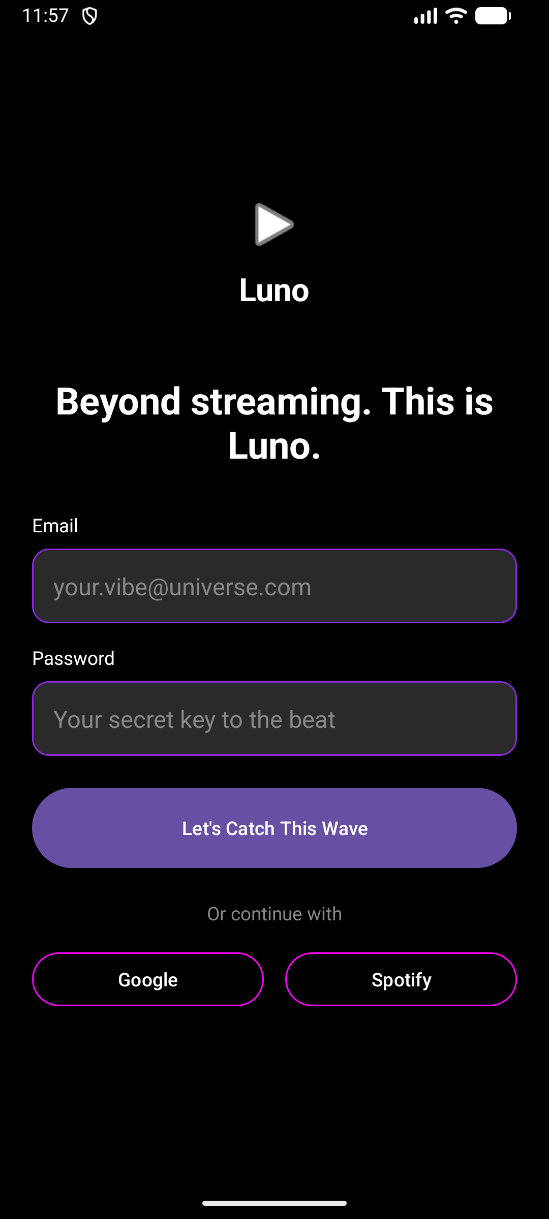 11:57
Luno
Beyond streaming. This is
Luno.
Email
your.vibe@universe.com
Password
Your secret key to the beat
Let's Catch This Wave
Or continue with
Google
Spotify